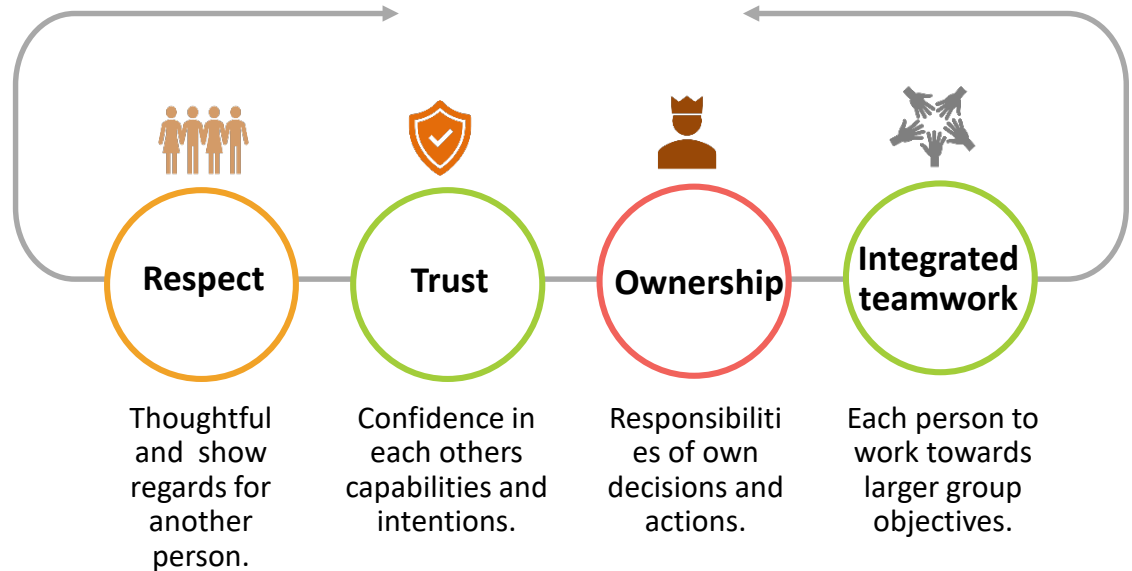 Respect
Thoughtful
and show
regards for
another
person.
Trust
Confidence in
each others
capabilities and
intentions.
Ownership
Responsibiliti
es of own
decisions and
actions.
Integrated
teamwork
Each person to
work towards
larger group
objectives.